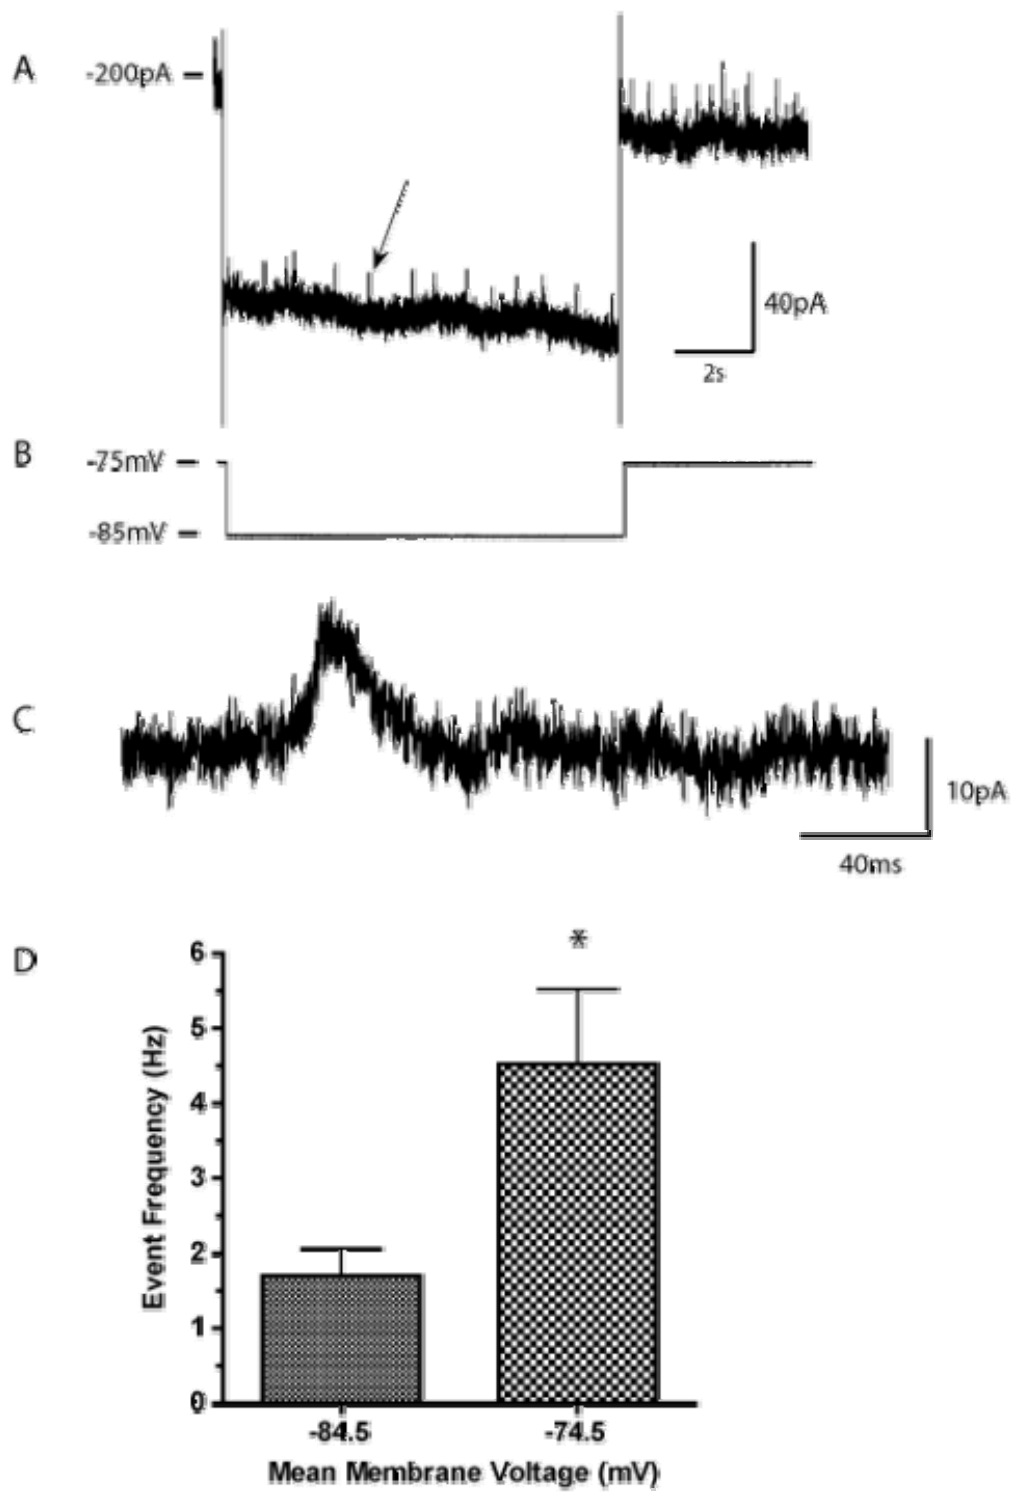 A
-200pA
40pA
2s
B
-75mV
-85mV
C
10pA
40ms
D
*
6
5
4
3
2
1
0
Event Frequency (Hz)
-84.5
-74.5
Mean Membrane Voltage (mV)